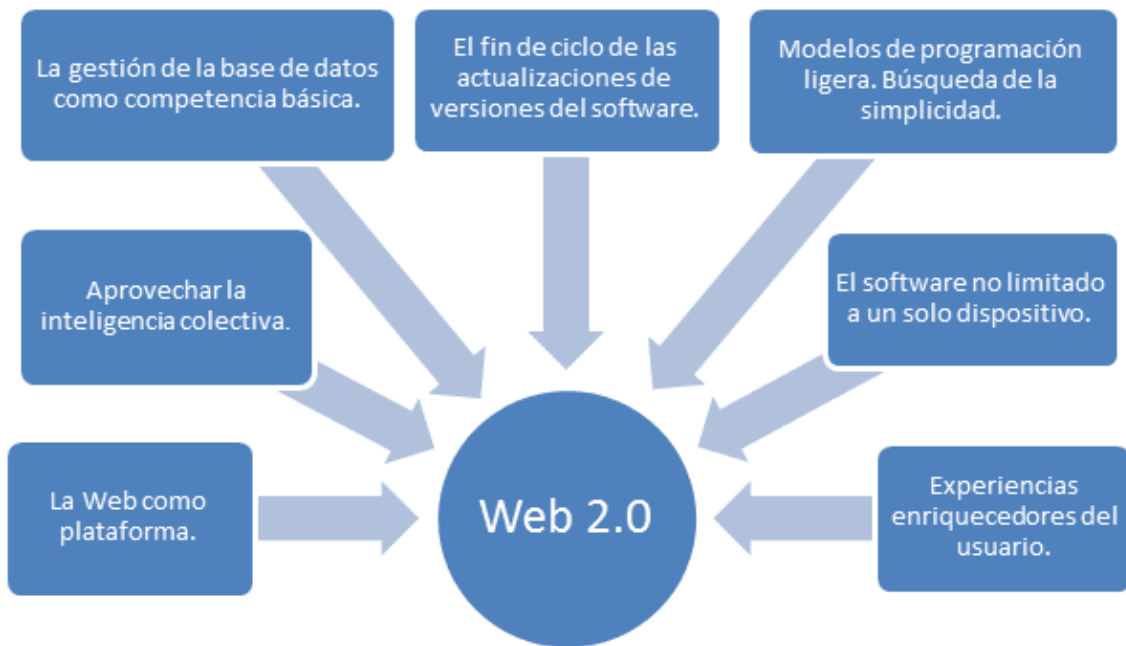 La gestión de la base de datos
como competencia básica.
El fin de ciclo de las
actualizaciones de
versiones del software.
Modelos de programación
ligera. Búsqueda de la
simplicidad.
Aprovechar la
inteligencia colectiva.
El software no limitado
a un solo dispositivo.
La Web como
plataforma.
Web 2.0
Experiencias
enriquecedores del
usuario.